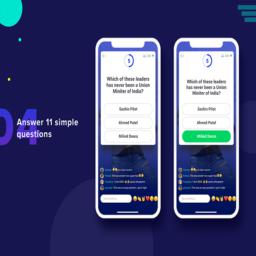 04
Answer 11 simple
questions
5
Which of these leaders
has never been a Union
Minister of India?
Sachin Pilot
Ahmed Patel
Milind Deora
5
Which of these leaders
has never been a Union
Minister of India?
Sachin Pilot
Ahmed Patel
Milind Deora